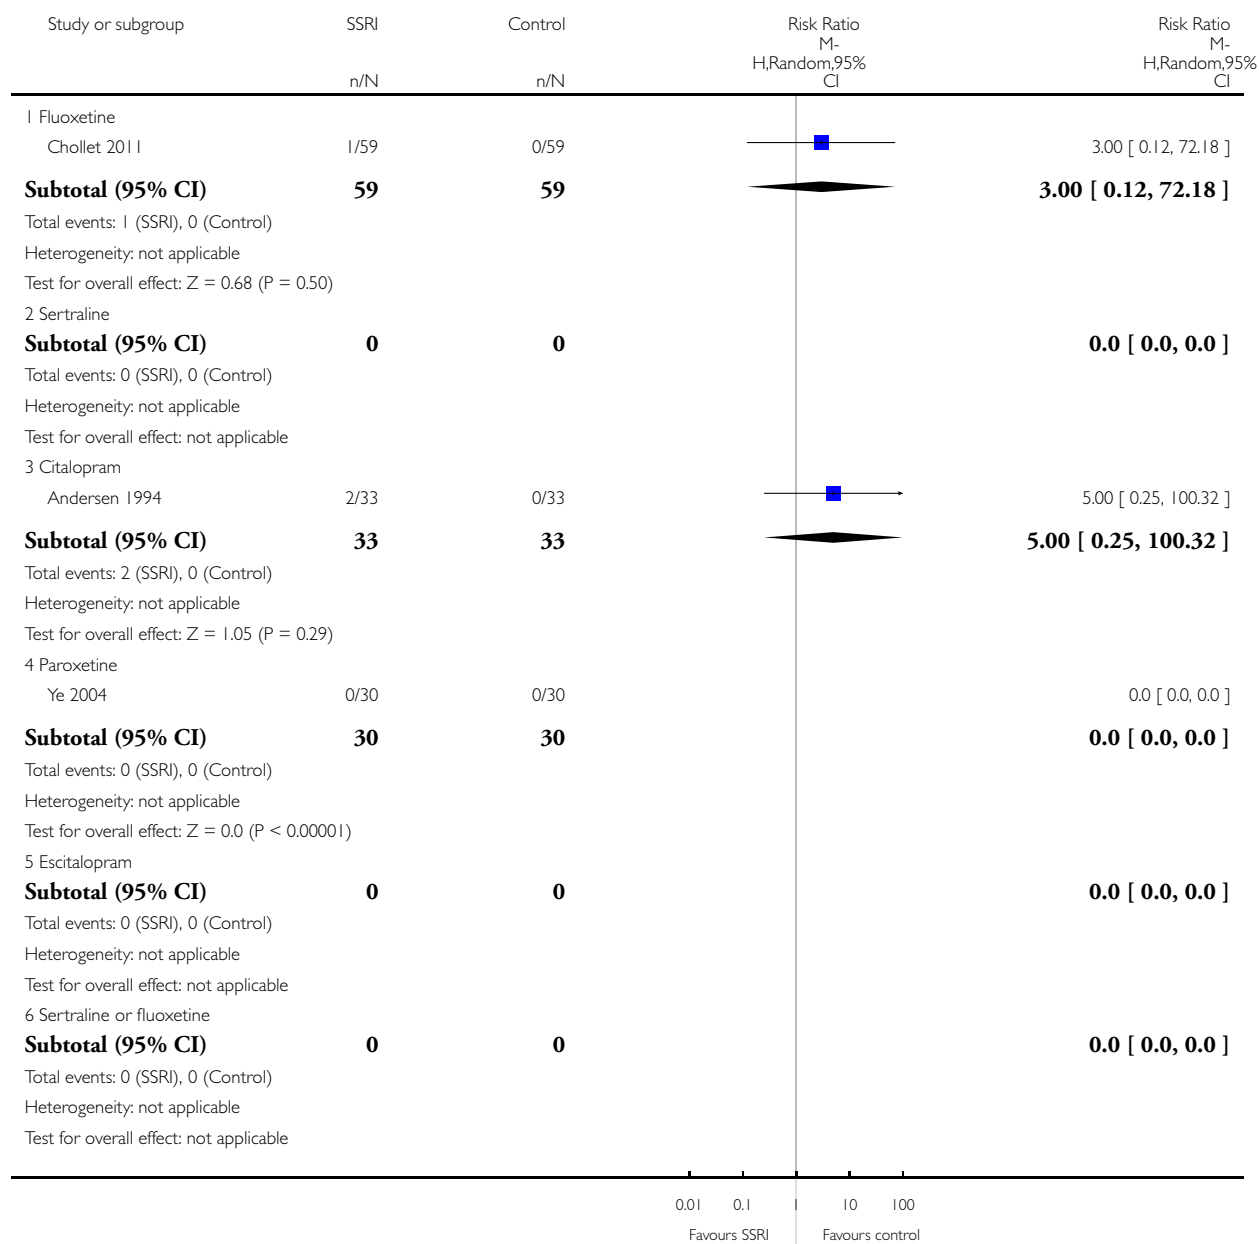 Study or subgroup SSRI Control Risk Ratio Risk Ratio
M- M-
H,Random,95% H,Random,95%
n/N n/N CI CI
1 Fluoxetine
Chollet 2011 1/59 0/59 3.00 [ 0.12, 72.18 ]
Subtotal (95% CI) 59 59 3.00 [ 0.12, 72.18 ]
Total events: 1 (SSRI), 0 (Control)
Heterogeneity: not applicable
Test for overall effect: Z = 0.68 (P = 0.50)
2 Sertraline
Subtotal (95% CI) 0 0 0.0 [ 0.0, 0.0 ]
Total events: 0 (SSRI), 0 (Control)
Heterogeneity: not applicable
Test for overall effect: not applicable
3 Citalopram
Andersen 1994 2/33 0/33 5.00 [ 0.25, 100.32 ]
Subtotal (95% CI) 33 33 5.00 [ 0.25, 100.32 ]
Total events: 2 (SSRI), 0 (Control)
Heterogeneity: not applicable
Test for overall effect: Z = 1.05 (P = 0.29)
4 Paroxetine
Ye 2004 0/30 0/30 0.0 [ 0.0, 0.0 ]
Subtotal (95% CI) 30 30 0.0 [ 0.0, 0.0 ]
Total events: 0 (SSRI), 0 (Control)
Heterogeneity: not applicable
Test for overall effect: Z = 0.0 (P < 0.00001)
5 Escitalopram
Subtotal (95% CI) 0 0 0.0 [ 0.0, 0.0 ]
Total events: 0 (SSRI), 0 (Control)
Heterogeneity: not applicable
Test for overall effect: not applicable
6 Sertraline or fluoxetine
Subtotal (95% CI) 0 0 0.0 [ 0.0, 0.0 ]
Total events: 0 (SSRI), 0 (Control)
Heterogeneity: not applicable
Test for overall effect: not applicable
0.01 0.1 1 10 100
Favours SSRI Favours control